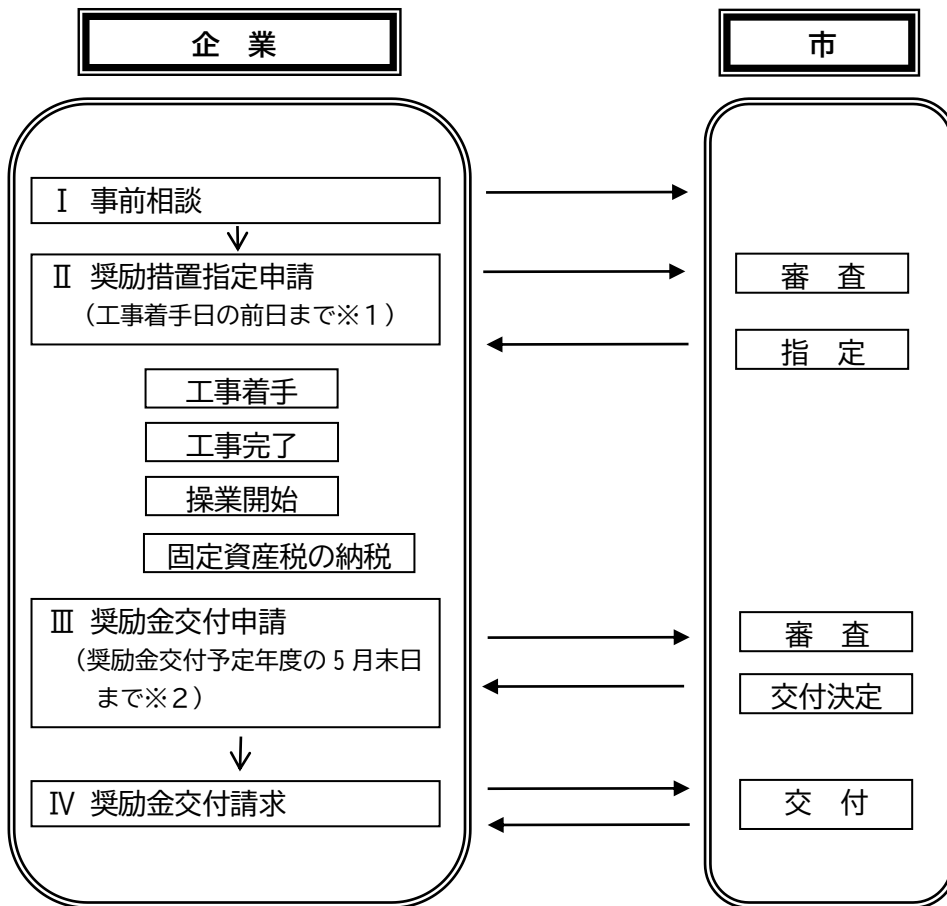 企　業
市
Ⅰ 事前相談
Ⅱ 奨励措置指定申請
（工事着手日の前日まで※１）
審　査
指　定
工事着手
工事完了
操業開始
固定資産税の納税
Ⅲ 奨励金交付申請
（奨励金交付予定年度の 5 月末日
まで※２）
審　査
交付決定
Ⅳ 奨励金交付請求
交　付